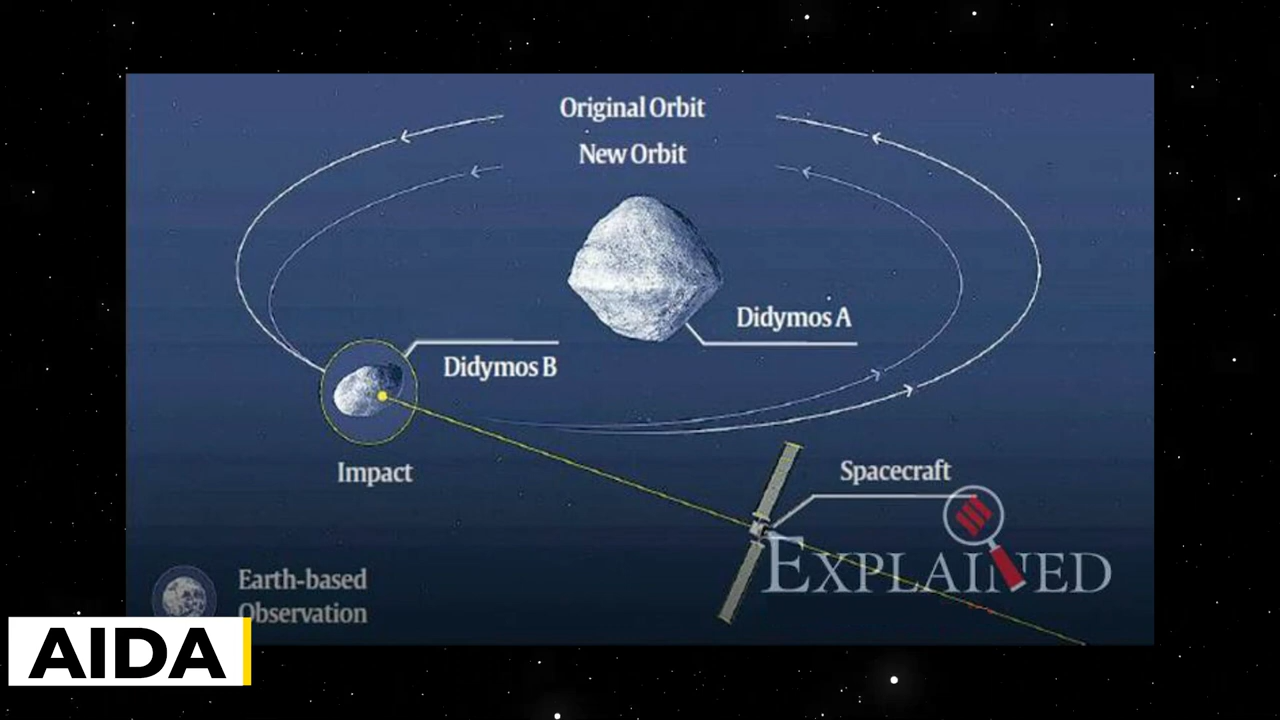 Original Orbit
New Orbit
Didymos A
Didymos B
Impact
Spacecraft
EXPLAINED
Earth-based
Observation
AIDA